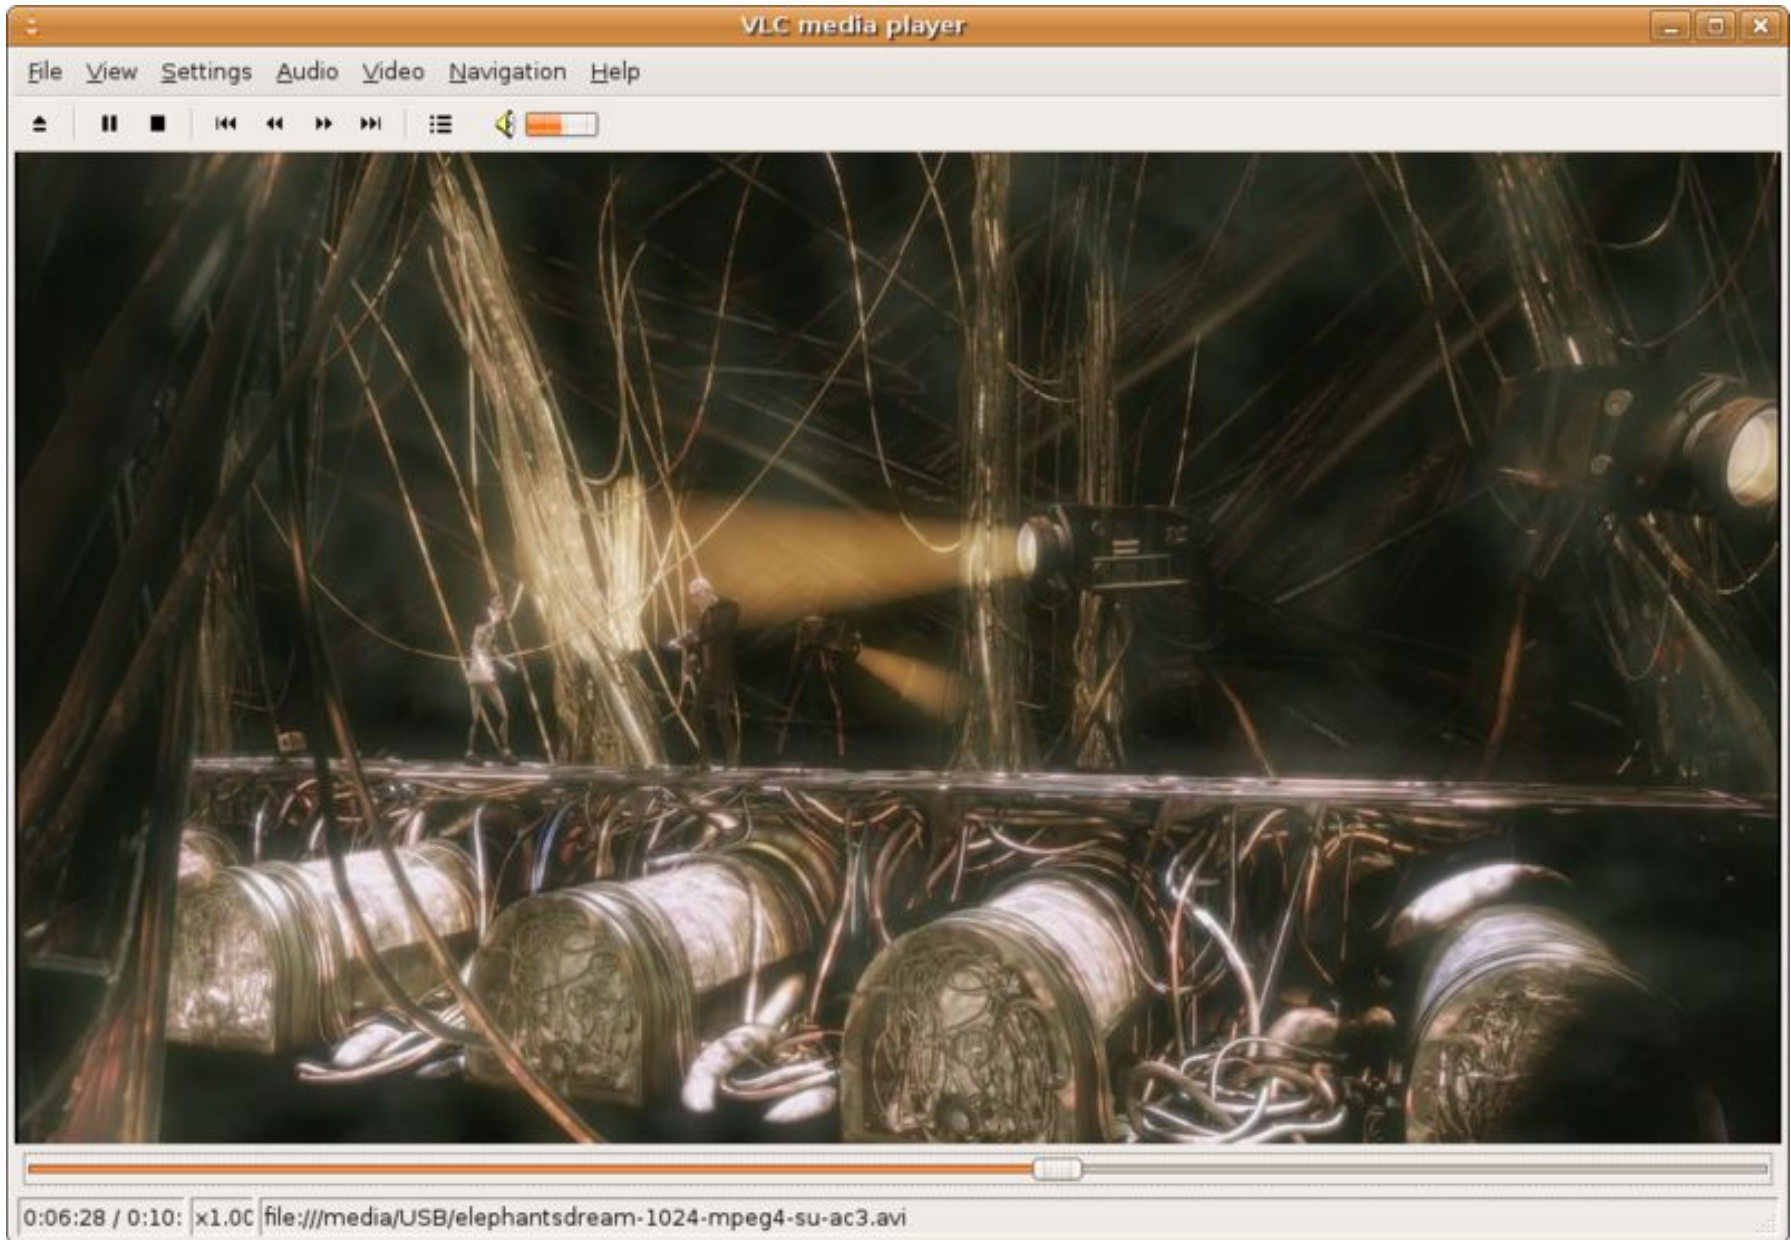 VLC media player
File View Settings Audio Video Navigation Help
0:06:28 / 0:10: x1.00 file:///media/USB/elephantsdream-1024-mpeg4-su-ac3.avi